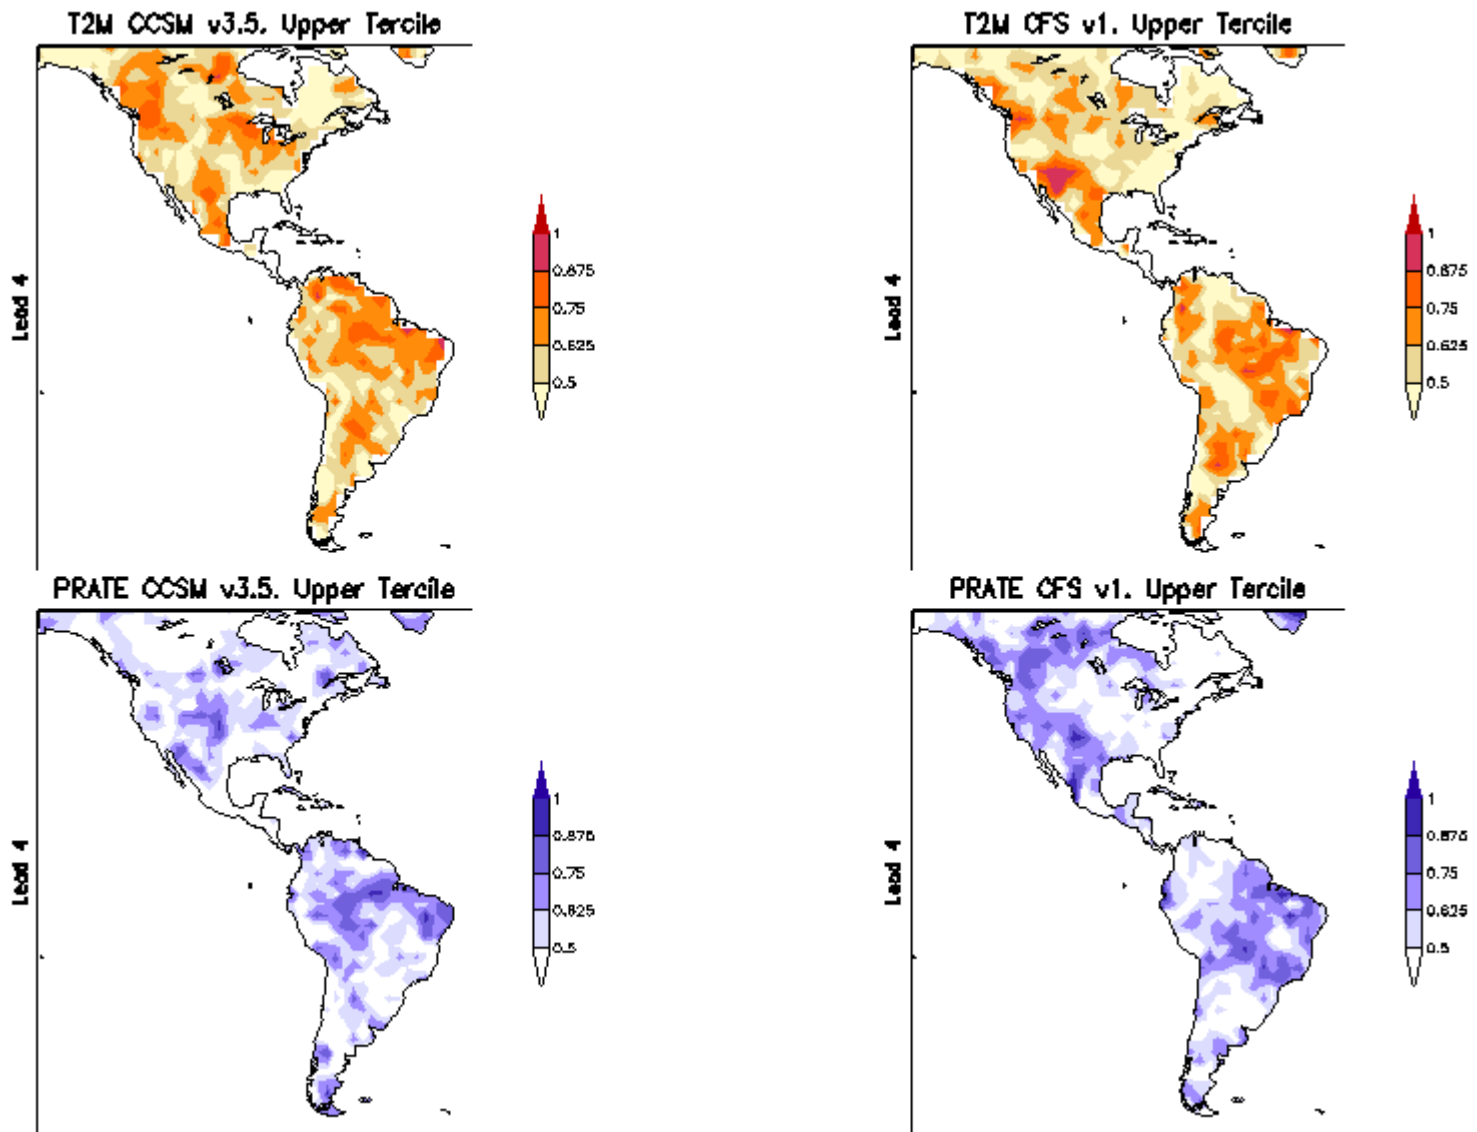 T2M CCSM v3.5. Upper Tercile
T2M CFS v1. Upper Tercile
Lead 4
1
0.875
0.75
0.625
0.5
Lead 4
1
0.875
0.75
0.625
0.5
PRATE CCSM v3.5. Upper Tercile
PRATE CFS v1. Upper Tercile
Lead 4
1
0.875
0.75
0.625
0.5
Lead 4
1
0.875
0.75
0.625
0.5